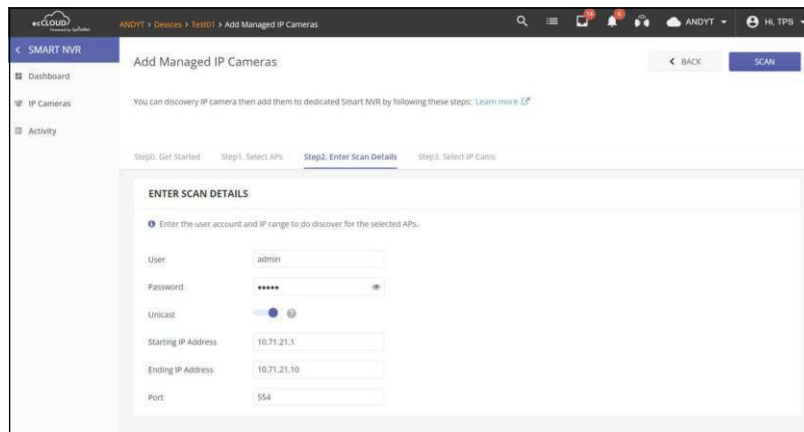 ecCLOUD
Powered by IgniteNet
ANDYT > Devices > Test01 > Add Managed IP Cameras
ANDYT
HI, TPS
SMART NVR
Dashboard
IP Cameras
Activity
Add Managed IP Cameras
BACK
SCAN
You can discovery IP camera then add them to dedicated Smart NVR by following these steps: Learn more
Step0. Get Started
Step1. Select APs
Step2. Enter Scan Details
Step3. Select IP Cams
ENTER SCAN DETAILS
Enter the user account and IP range to do discover for the selected APs.
User
admin
Password
•••••
Unicast
Starting IP Address
10.71.21.1
Ending IP Address
10.71.21.10
Port
554